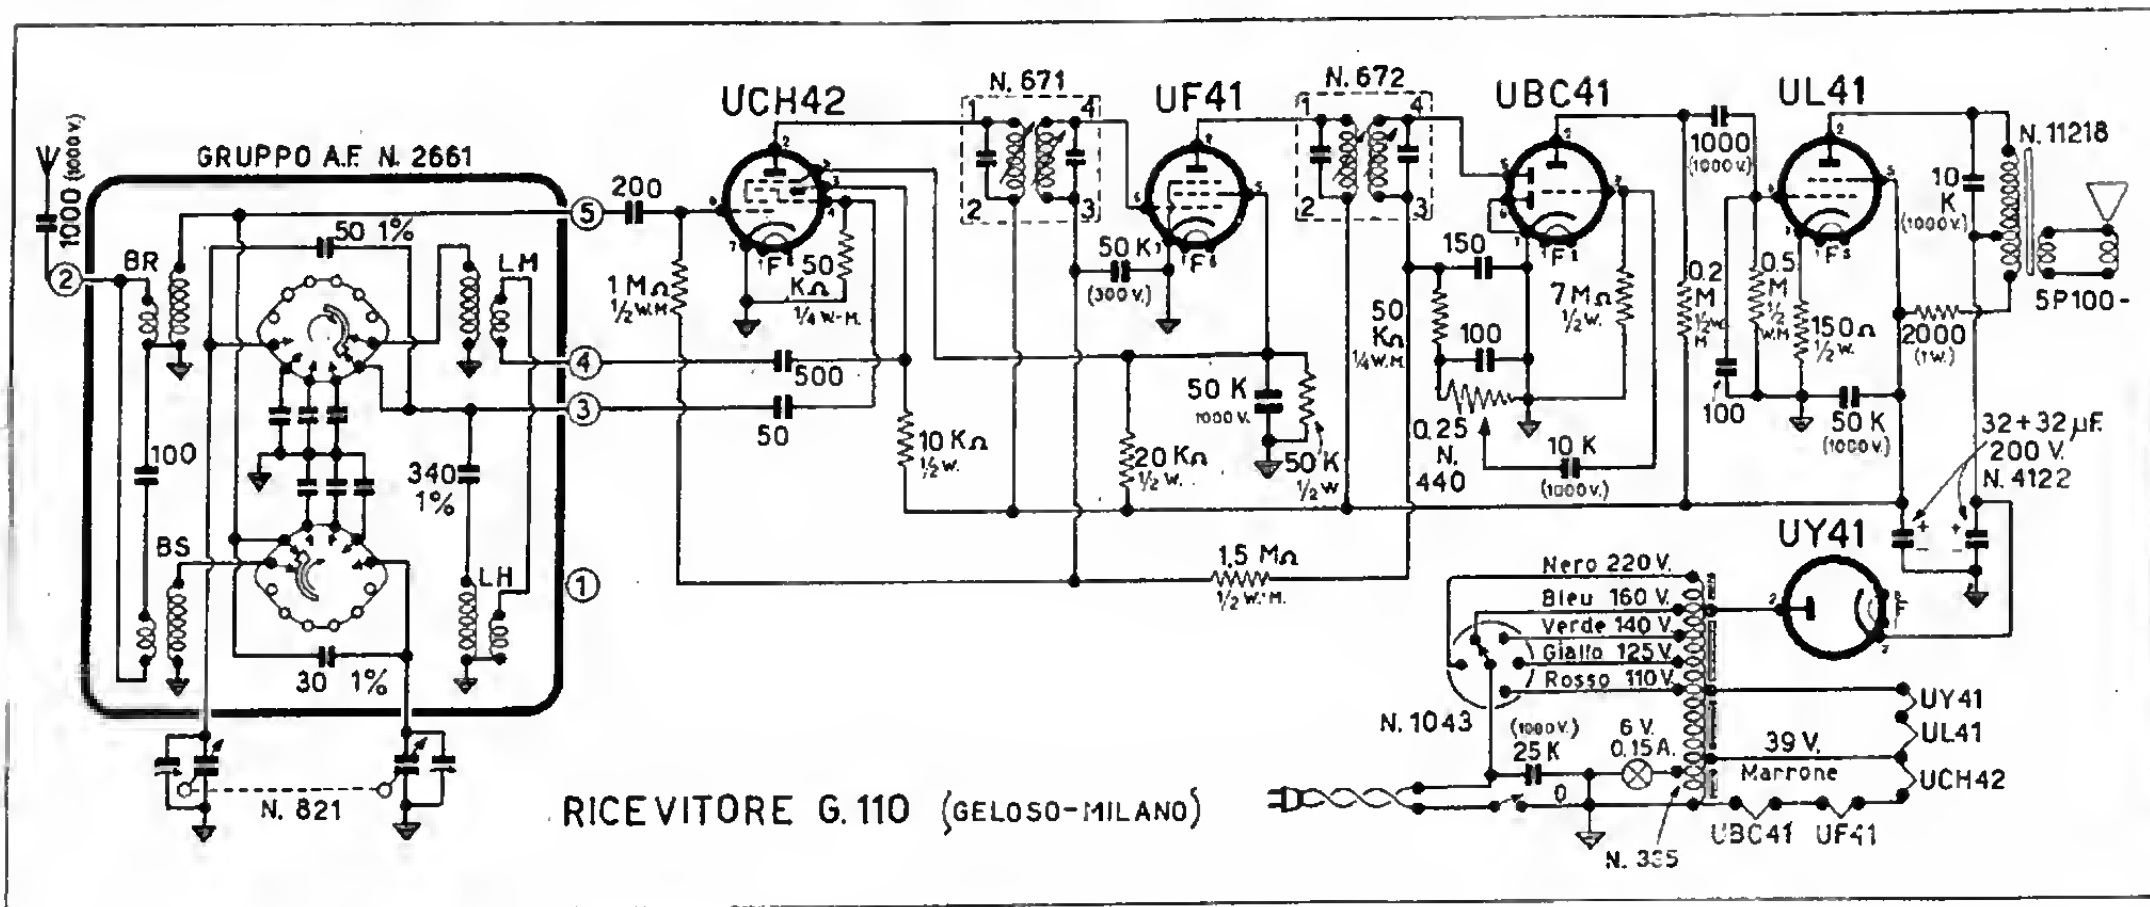 1000 (1000 V.)
GRUPPO A.F. N. 2661
2
BR
50 1%
LM
5
4
3
1
100
340
1%
BS
LH
30 1%
N. 821
200
UCH42
1 MΩ
½ W.M.
50
KΩ
¼ W-M.
F
500
50
10 KΩ
½ W.
N. 671
1 4
2 3
UF41
50 K
(300 V.)
F
50 K
1000 V.
20 KΩ
½ W.
50 K
½ W
1,5 MΩ
½ W.-M.
N. 672
1 4
2 3
UBC41
150
F
50
KΩ
¼ W.M.
100
7 MΩ
½ W.
0.25
N.
440
10 K
(1000 V.)
1000
(1000 V.)
UL41
0.2
M
½ W.
M
0.5
M
½
W.M
F
150 Ω
½ W.
100
50 K
(1000 V.)
10
K
(1000 V.)
N. 11218
SP100-
2000
(1 W.)
32+32 µF.
200 V.
N. 4122
+ -
+ -
UY41
F
Nero 220 V.
Bleu 160 V.
Verde 140 V.
Giallo 125 V.
Rosso 110 V.
N. 1043
(1000 V.)
25 K
6 V.
0.15 A.
0
N. 335
39 V.
Marrone
UY41
UL41
UCH42
UBC41 UF41
RICEVITORE G. 110 (GELOSO-MILANO)